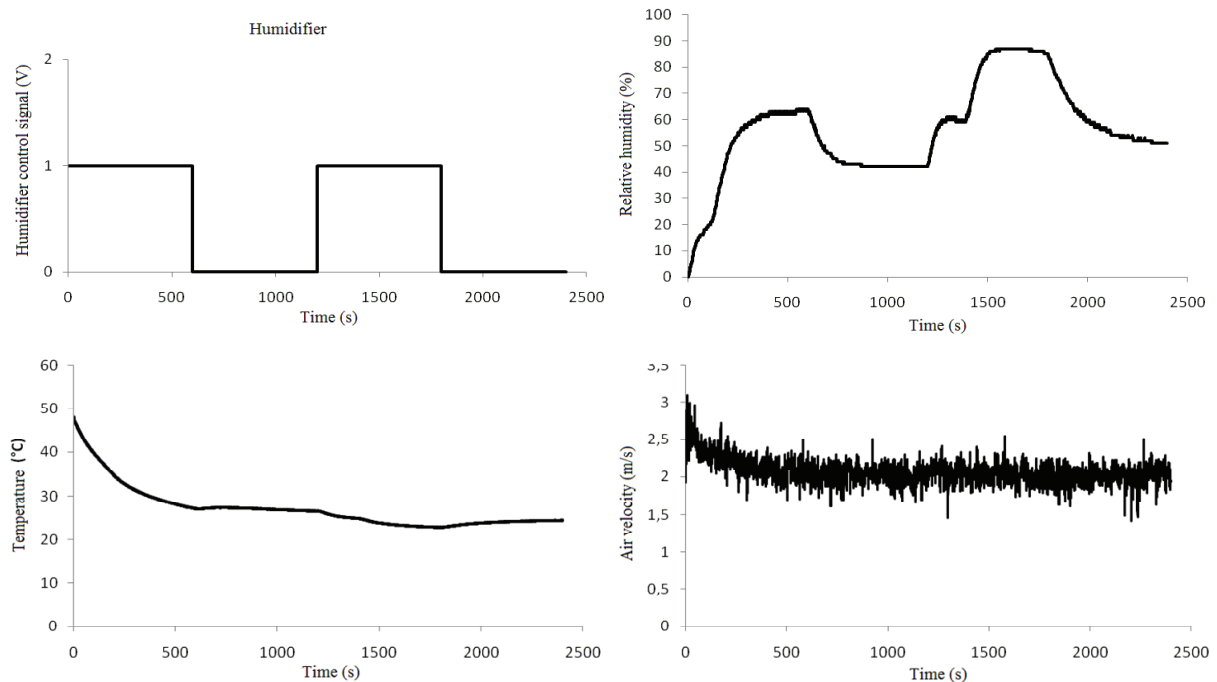 Humidifier
Humidifier control signal (V)
2
1
0
0 500 1000 1500 2000 2500
Time (s)
Relative humidity (%)
100
90
80
70
60
50
40
30
20
10
0
0 500 1000 1500 2000 2500
Time (s)
Temperature (°C)
60
50
40
30
20
10
0
0 500 1000 1500 2000 2500
Time (s)
Air velocity (m/s)
3,5
3
2,5
2
1,5
1
0,5
0
0 500 1000 1500 2000 2500
Time (s)